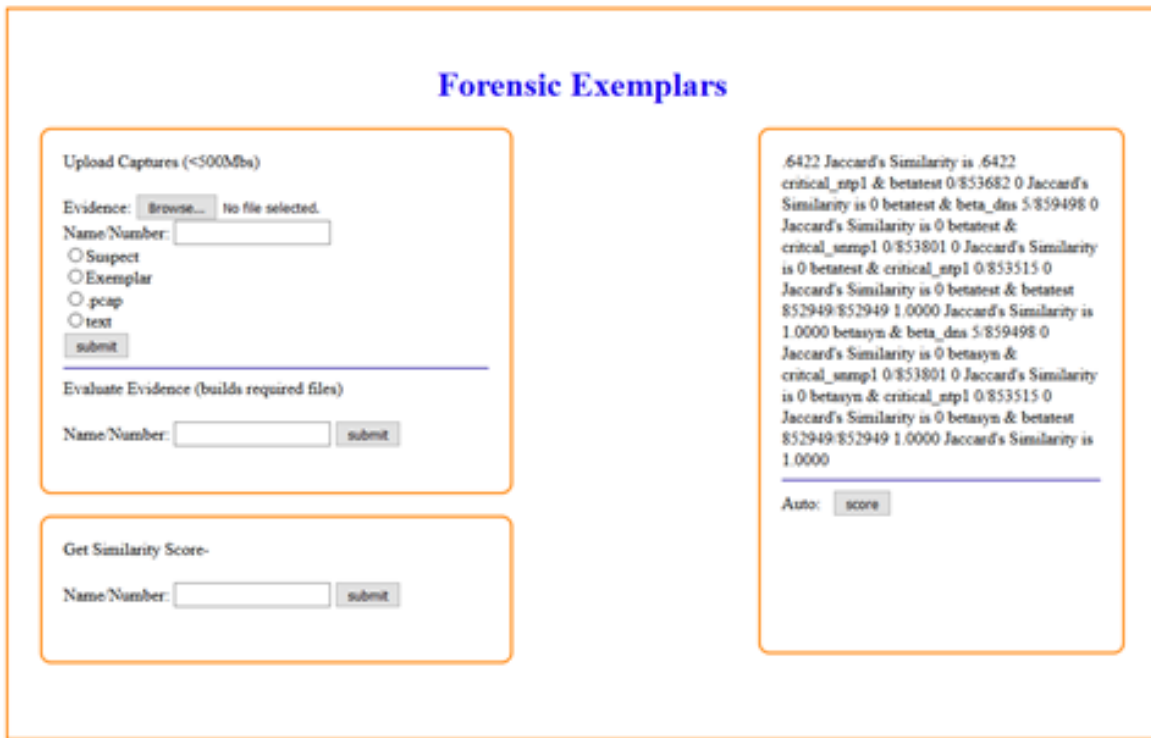 Forensic Exemplars
Upload Captures (<500Mbs)
Evidence: Browse... No file selected.
Name/Number:
Suspect
Exemplar
.pcap
text
submit
Evaluate Evidence (builds required files)
Name/Number: submit
Get Similarity Score-
Name/Number: submit
.6422 Jaccard's Similarity is .6422
critical_ntp1 & betatest 0/853682 0 Jaccard's
Similarity is 0 betatest & beta_dns 5/859498 0
Jaccard's Similarity is 0 betatest &
critcal_snmp1 0/853801 0 Jaccard's Similarity
is 0 betatest & critical_ntp1 0/853515 0
Jaccard's Similarity is 0 betatest & betatest
852949/852949 1.0000 Jaccard's Similarity is
1.0000 betasyn & beta_dns 5/859498 0
Jaccard's Similarity is 0 betasyn &
critcal_snmp1 0/853801 0 Jaccard's Similarity
is 0 betasyn & critical_ntp1 0/853515 0
Jaccard's Similarity is 0 betasyn & betatest
852949/852949 1.0000 Jaccard's Similarity is
1.0000
Auto: score